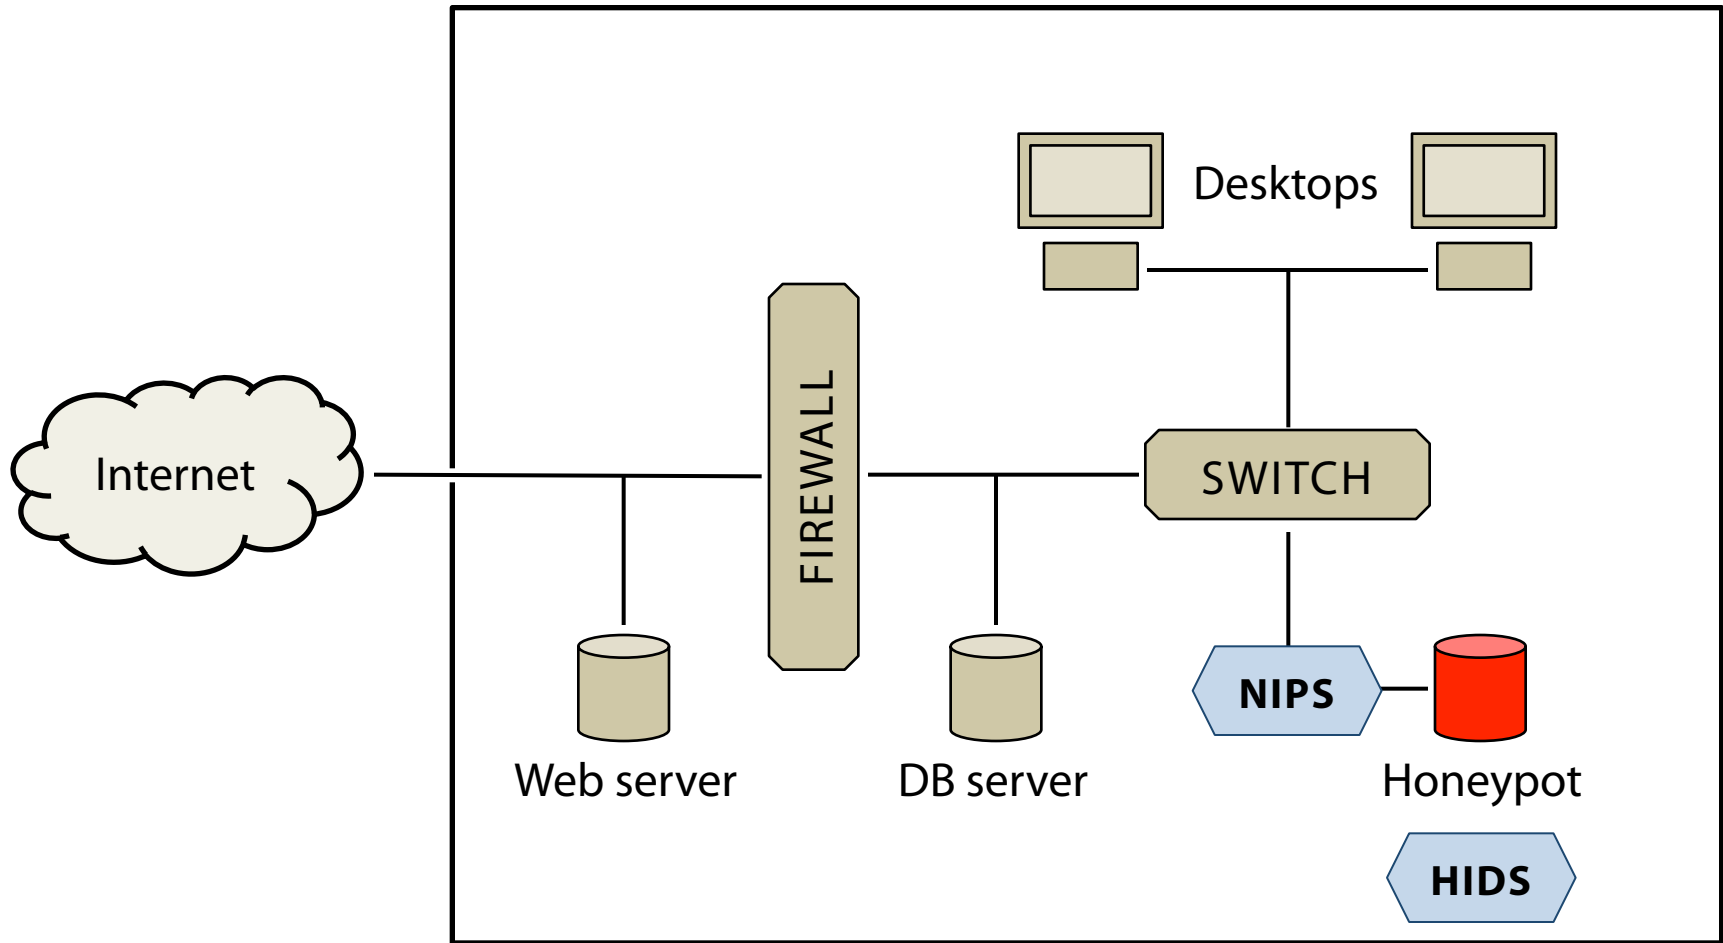 Desktops
Internet
FIREWALL
SWITCH
NIPS
Web server
DB server
Honeypot
HIDS